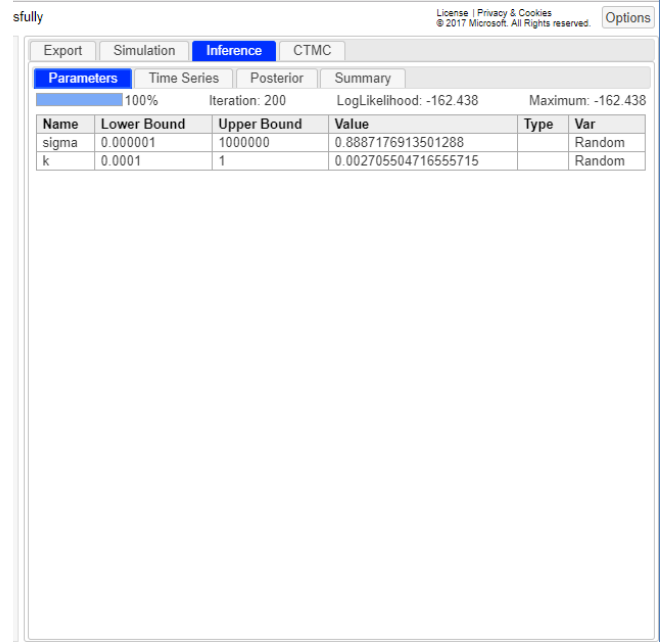 sfully
License | Privacy & Cookies
© 2017 Microsoft. All Rights reserved.
Options
Export Simulation Inference CTMC
Parameters Time Series Posterior Summary
100% Iteration: 200 LogLikelihood: -162.438 Maximum: -162.438
Name Lower Bound Upper Bound Value Type Var
sigma 0.000001 1000000 0.8887176913501288 Random
k 0.0001 1 0.002705504716555715 Random